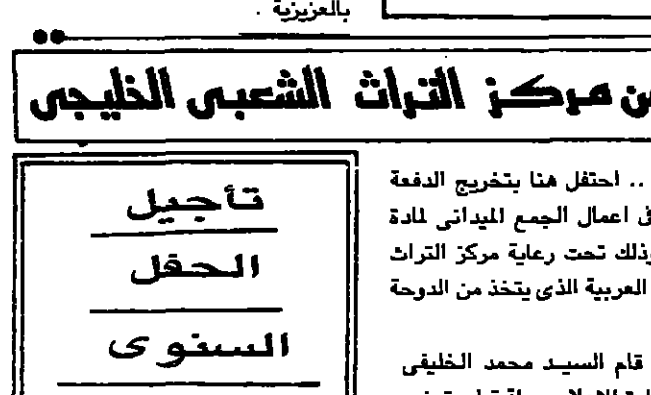 بالعزيزية .
من مركز التراث الشعبى الخليجى
.. احتفل هنا بتخريج الدفعة
اعمال الجمع الميدانى لمادة
وذلك تحت رعاية مركز التراث
العربية الذى يتخذ من الدوحة
قام السيد محمد الخليفى
تأجيل
الحفل
السنوى